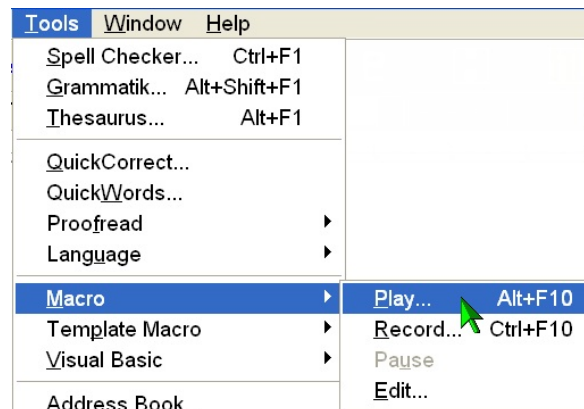 Tools Window Help
Spell Checker... Ctrl+F1
Grammatik... Alt+Shift+F1
Thesaurus... Alt+F1
QuickCorrect...
QuickWords...
Proofread
Language
Macro
Play... Alt+F10
Template Macro
Record... Ctrl+F10
Visual Basic
Pause
Address Book
Edit...